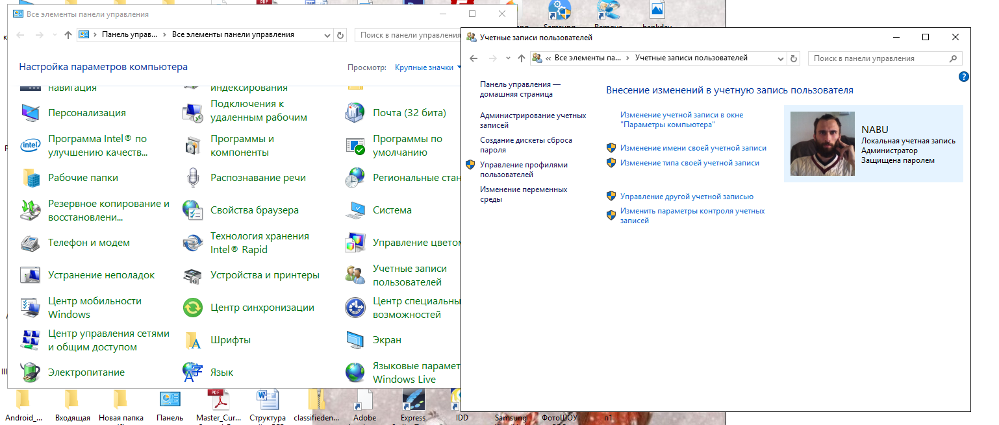 Все элементы панели управления
Панель управ...
Все элементы панели управления
Поиск в панели управления
Настройка параметров компьютера
Просмотр:
Крупные значки
навигация
индексирования
Персонализация
Подключения к
удаленным рабочим
Почта (32 бита)
Программа Intel® по
улучшению качеств...
Программы и
компоненты
Программы по
умолчанию
Рабочие папки
Распознавание речи
Региональные стан
Резервное копирование и
восстановлени...
Свойства браузера
Система
Телефон и модем
Технология хранения
Intel® Rapid
Управление цветом
Устранение неполадок
Устройства и принтеры
Учетные записи
пользователей
Центр мобильности
Windows
Центр синхронизации
Центр специальны
возможностей
Центр управления сетями
и общим доступом
Шрифты
Экран
Электропитание
Язык
Языковые парамет
Windows Live
Samsung
Remove
bankday
Учетные записи пользователей
« Все элементы па...
Учетные записи пользователей
Поиск в панели управления
Панель управления —
домашняя страница
Администрирование учетных
записей
Создание дискеты сброса
пароля
Управление профилями
пользователей
Изменение переменных
среды
Внесение изменений в учетную запись пользователя
Изменение учетной записи в окне
"Параметры компьютера"
Изменение имени своей учетной записи
Изменение типа своей учетной записи
Управление другой учетной записью
Изменить параметры контроля учетных
записей
NABU
Локальная учетная запись
Администратор
Защищена паролем
Android_...
Входящая
Новая папка
Панель
Master_Cur...
Структура
classifieden...
Adobe
Express
IDD
Samsung
ФотоШОУ
п1